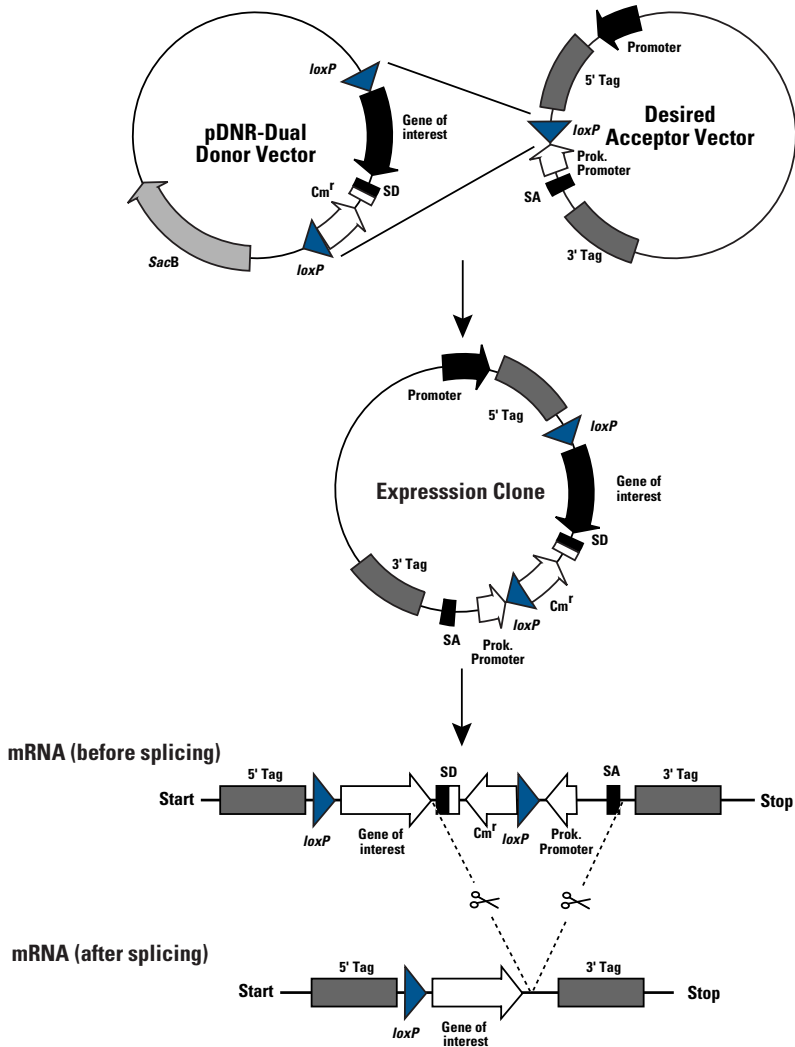 loxP
pDNR-Dual
Donor Vector
Gene of
interest
Cmr
SD
loxP
SacB
Promoter
5' Tag
Desired
Acceptor Vector
loxP
Prok.
Promoter
SA
3' Tag
Promoter
5' Tag
loxP
Expresssion Clone
Gene of
interest
SD
3' Tag
Cmr
loxP
SA
Prok.
Promoter
mRNA (before splicing)
5' Tag
SD
SA
3' Tag
Start
Stop
loxP
Gene of
interest
Cmr
loxP
Prok.
Promoter
mRNA (after splicing)
5' Tag
3' Tag
Start
Stop
loxP
Gene of
interest